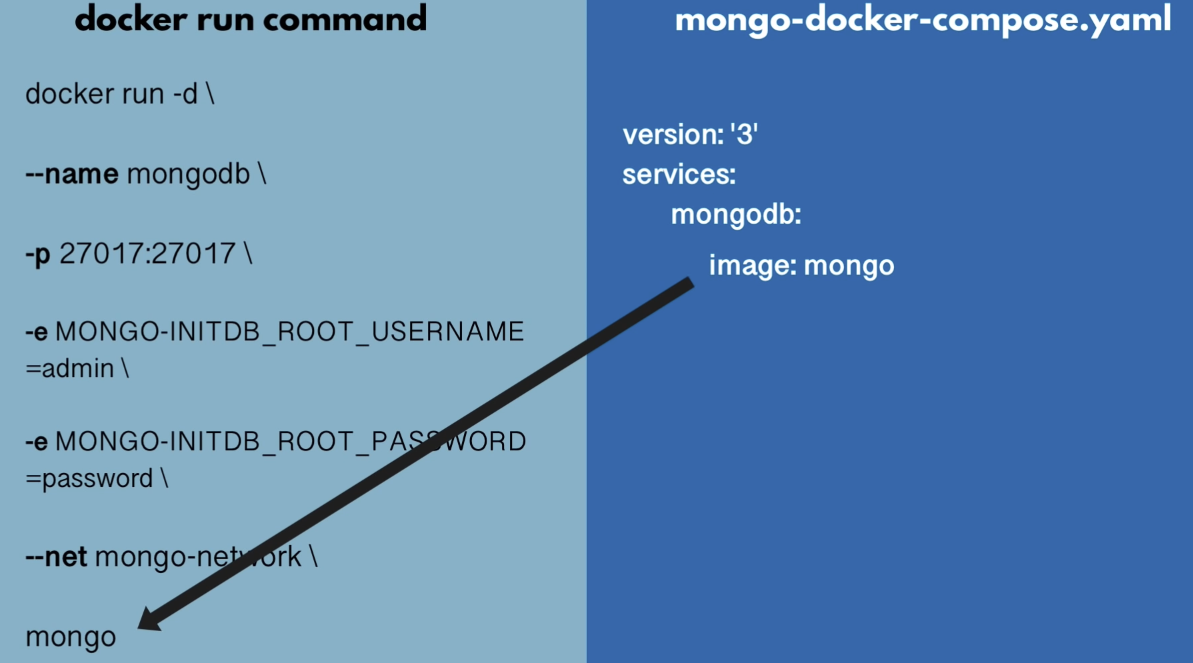 docker run command
docker run -d \
--name mongodb \
-p 27017:27017 \
-e MONGO-INITDB_ROOT_USERNAME
=admin \
-e MONGO-INITDB_ROOT_PASSWORD
=password \
--net mongo-network \
mongo
mongo-docker-compose.yaml
version: '3'
services:
mongodb:
image: mongo